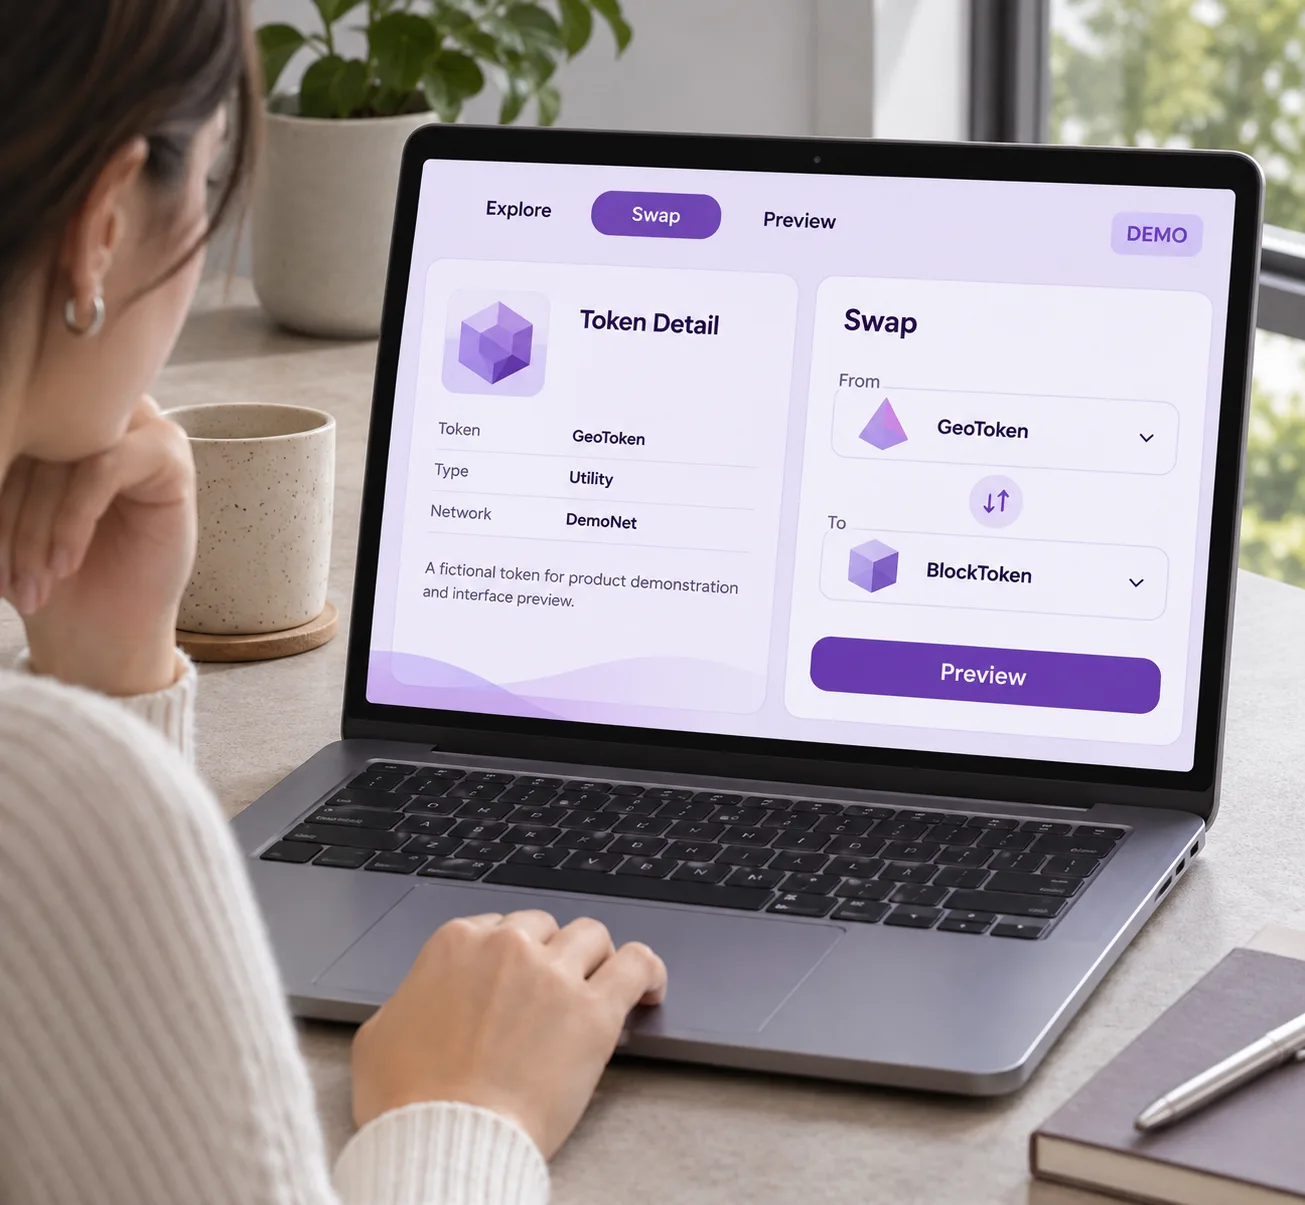 Explore
Swap
Preview
DEMO
Token Detail
Token
GeoToken
Type
Utility
Network
DemoNet
A fictional token for product demonstration
and interface preview.
Swap
From
GeoToken
To
BlockToken
Preview